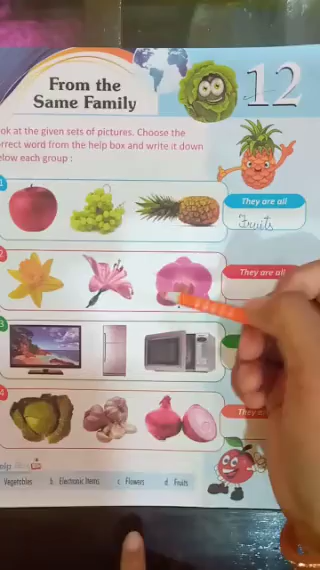 From the
Same Family
12
ok at the given sets of pictures. Choose the
rrect word from the help box and write it down
elow each group :
1
They are all
Fruits
2
They are all
3
4
They a
elp
Vegetables b. Electronic Items c. Flowers d. Fruits